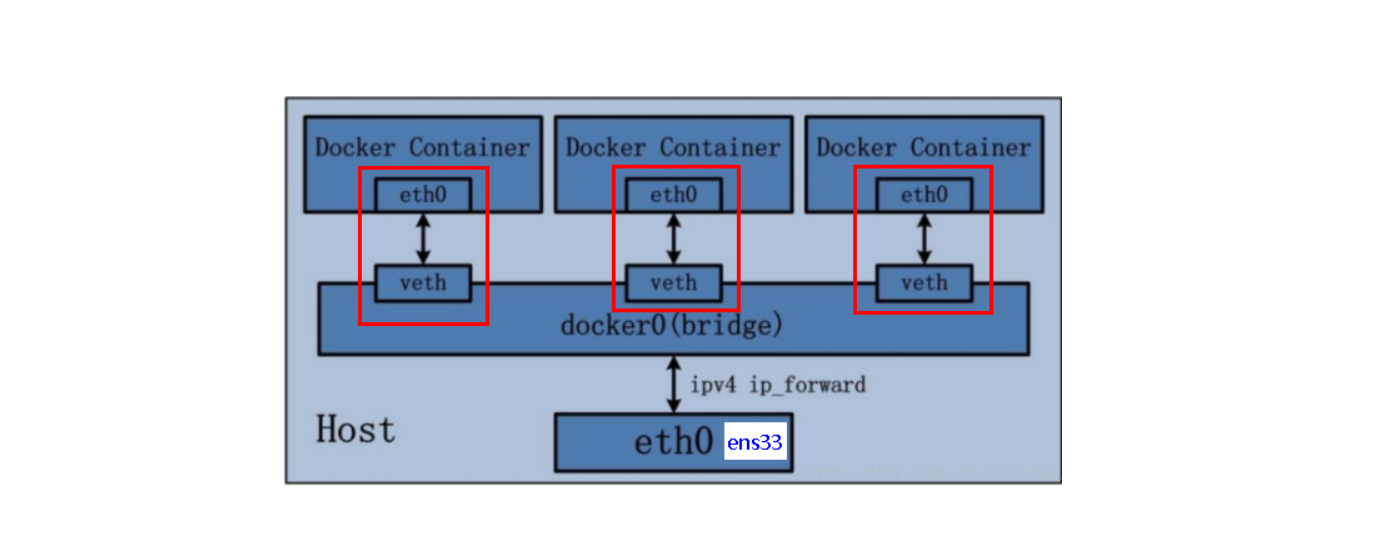 Docker Container Docker Container Docker Container
eth0 eth0 eth0
veth veth veth
docker0(bridge)
ipv4 ip_forward
Host
eth0 ens33